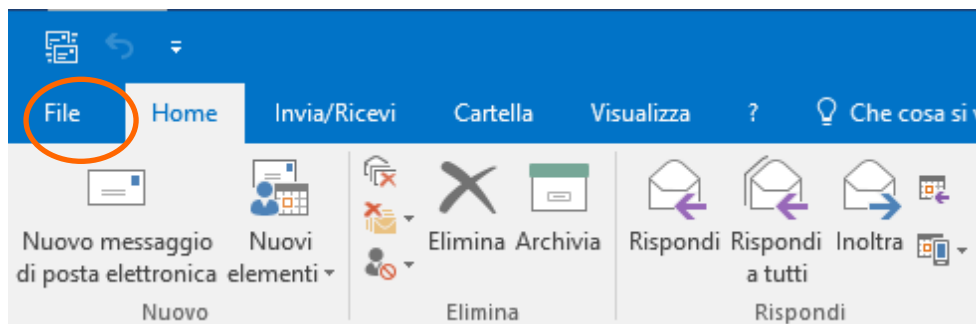 File Home Invia/Ricevi Cartella Visualizza ? Che cosa si
Nuovo messaggio
di posta elettronica
Nuovi
elementi
Elimina Archivia
Rispondi
Rispondi
a tutti
Inoltra
Nuovo Elimina Rispondi